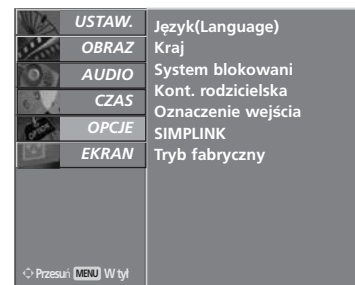 USTAW.
OBRAZ
AUDIO
CZAS
OPCJE
EKRAN
Język(Language)
Kraj
System blokowani
Kont. rodzicielska
Oznaczenie wejścia
SIMPLINK
Tryb fabryczny
Przesuń MENU W tył